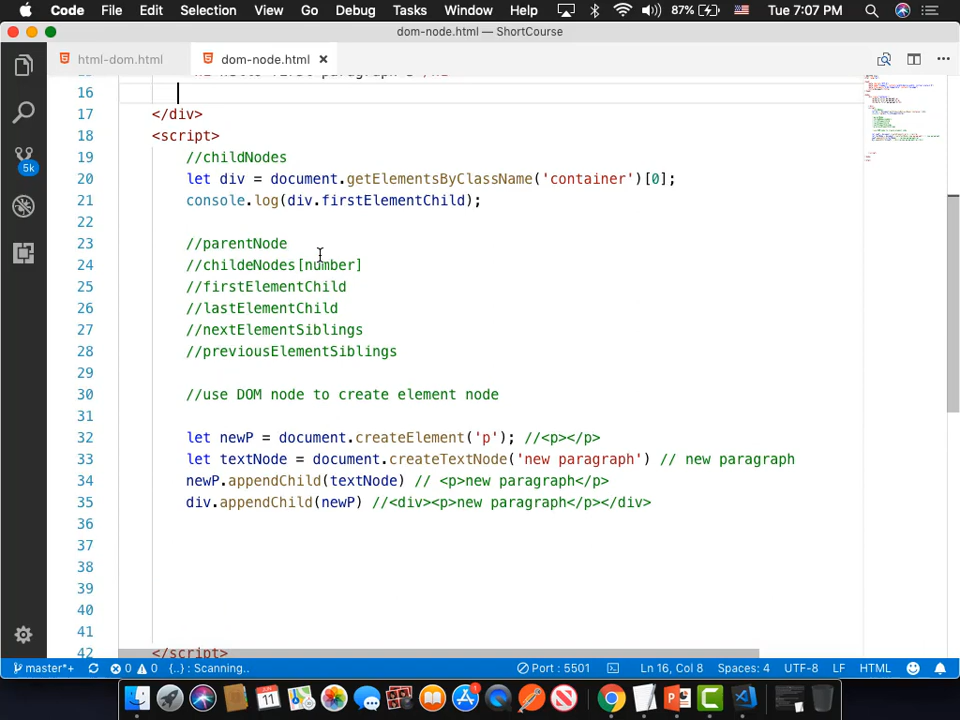 Code File Edit Selection View Go Debug Tasks Window Help 87% Tue 7:07 PM
dom-node.html — ShortCourse
html-dom.html dom-node.html
16
17 </div>
18 <script>
19 //childNodes
20 let div = document.getElementsByClassName('container')[0];
21 console.log(div.firstElementChild);
22
23 //parentNode
24 //childeNodes[number]
25 //firstElementChild
26 //lastElementChild
27 //nextElementSiblings
28 //previousElementSiblings
29
30 //use DOM node to create element node
31
32 let newP = document.createElement('p'); //<p></p>
33 let textNode = document.createTextNode('new paragraph') // new paragraph
34 newP.appendChild(textNode) // <p>new paragraph</p>
35 div.appendChild(newP) //<div><p>new paragraph</p></div>
36
37
38
39
40
41
42 </script>
5k
master*+ 0 0 {..} : Scanning.. Port : 5501 Ln 16, Col 8 Spaces: 4 UTF-8 LF HTML